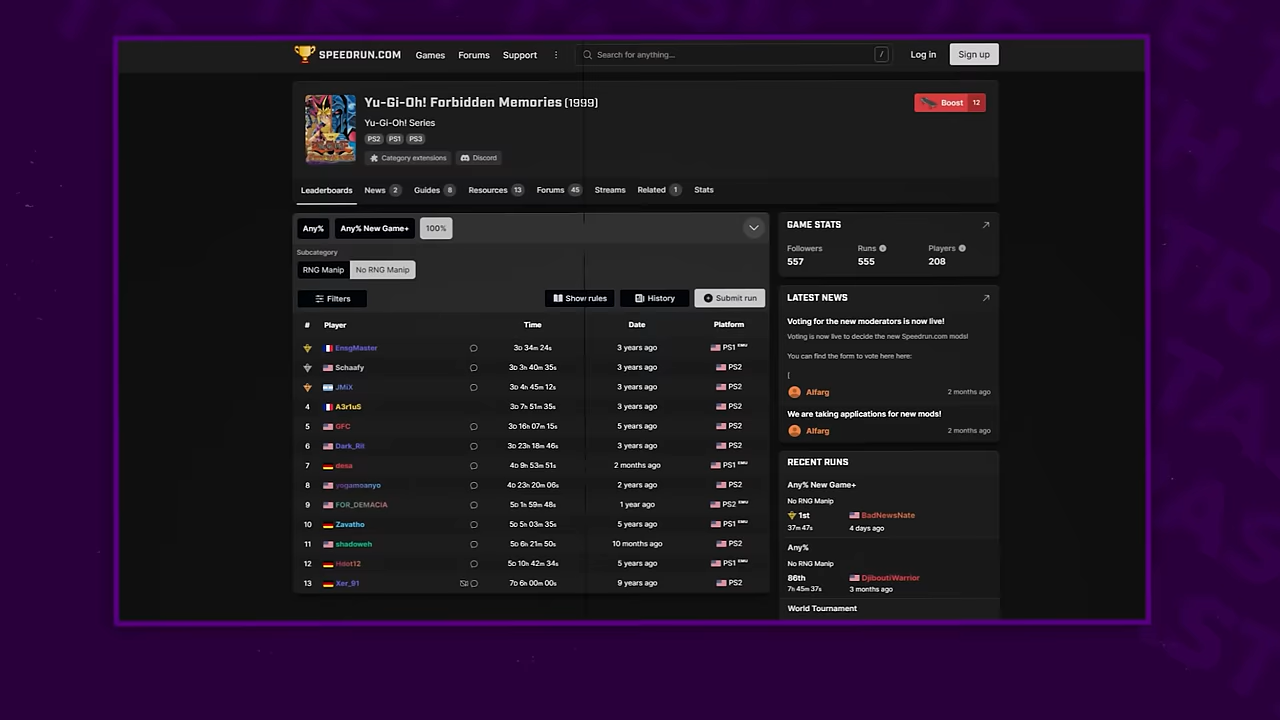 SPEEDRUN.COM Games Forums Support Search for anything... / Log in Sign up
Yu-Gi-Oh! Forbidden Memories (1999)
Boost 12
Yu-Gi-Oh! Series
PS2 PS1 PS3
Category extensions Discord
Leaderboards News 2 Guides 8 Resources 13 Forums 45 Streams Related 1 Stats
Any% Any% New Game+ 100%
Subcategory
RNG Manip No RNG Manip
Filters Show rules History Submit run
# Player Time Date Platform
EnsgMaster 3d 34m 24s 3 years ago PS1 EMU
Schaafy 3d 3h 40m 35s 3 years ago PS2
JMiX 3d 4h 45m 12s 3 years ago PS2
4 A3r1uS 3d 7h 51m 35s 3 years ago PS2
5 GFC 3d 16h 07m 15s 5 years ago PS2
6 Dark_Rit 3d 23h 18m 46s 3 years ago PS2
7 desa 4d 9h 53m 51s 2 months ago PS1 EMU
8 yogamoanyo 4d 23h 20m 06s 2 years ago PS2
9 FOR_DEMACIA 5d 1h 59m 48s 1 year ago PS2 EMU
10 Zavatho 5d 5h 03m 35s 5 years ago PS1 EMU
11 shadoweh 5d 6h 21m 50s 10 months ago PS2
12 Hdot12 5d 10h 42m 34s 5 years ago PS1 EMU
13 Xer_91 7d 6h 00m 00s 9 years ago PS2
GAME STATS
Followers Runs Players
557 555 208
LATEST NEWS
Voting for the new moderators is now live!
Voting is now live to decide the new Speedrun.com mods!
You can find the form to vote here here:
[
Alfarg 2 months ago
We are taking applications for new mods!
Alfarg 2 months ago
RECENT RUNS
Any% New Game+
No RNG Manip
1st BadNewsNate
37m 47s 4 days ago
Any%
No RNG Manip
86th DjiboutiWarrior
7h 45m 37s 3 months ago
World Tournament